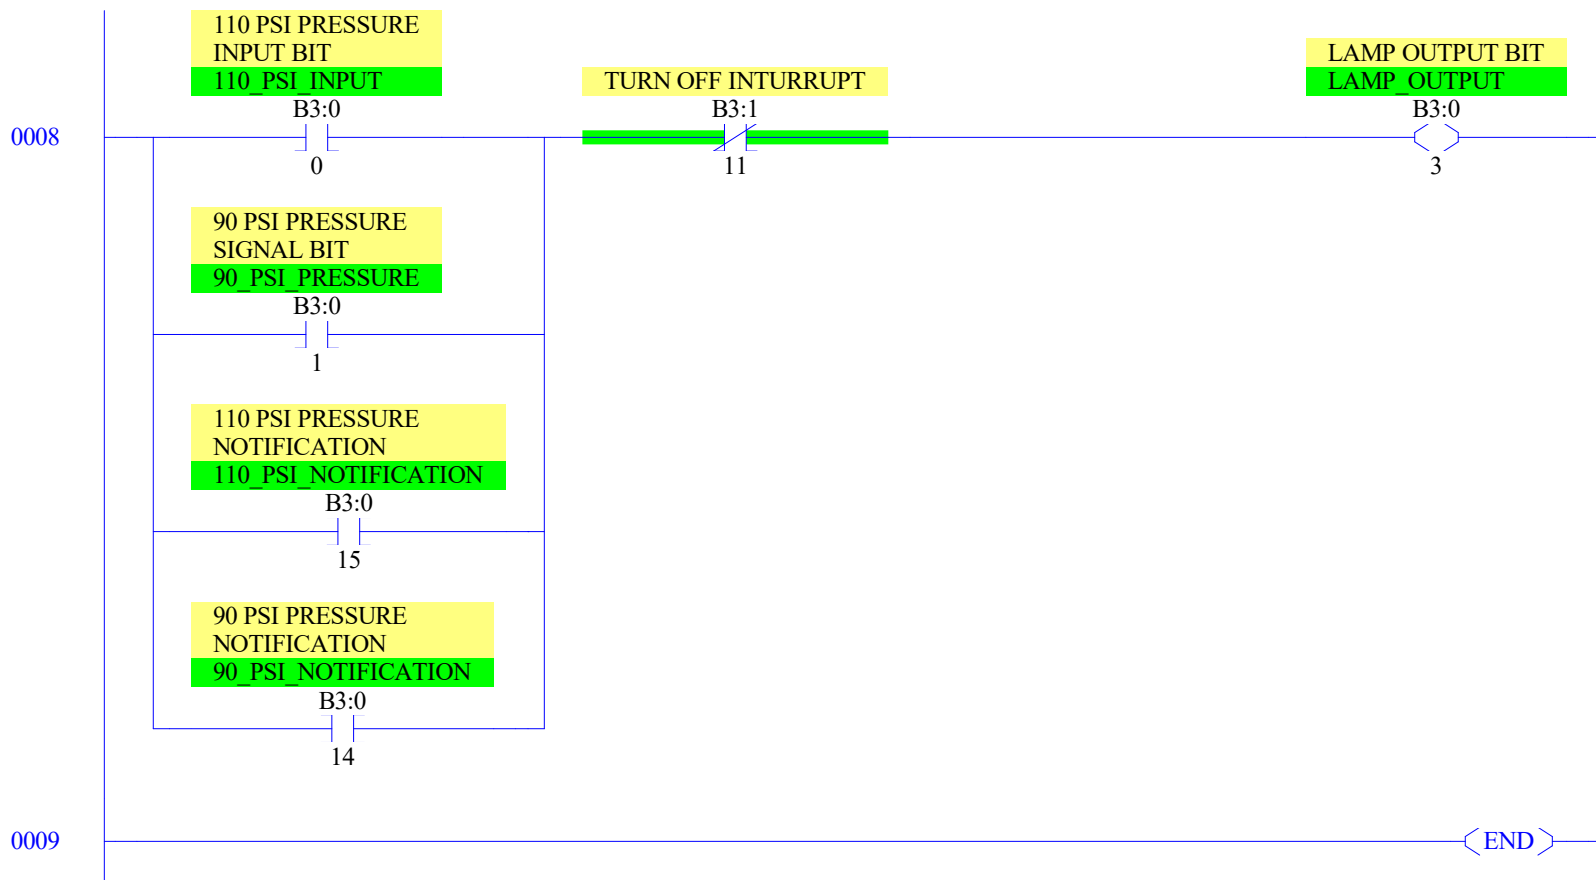 110 PSI PRESSURE
INPUT BIT
110_PSI_INPUT
B3:0
0
TURN OFF INTURRUPT
B3:1
11
LAMP OUTPUT BIT
LAMP_OUTPUT
B3:0
3
0008
90 PSI PRESSURE
SIGNAL BIT
90_PSI_PRESSURE
B3:0
1
110 PSI PRESSURE
NOTIFICATION
110_PSI_NOTIFICATION
B3:0
15
90 PSI PRESSURE
NOTIFICATION
90_PSI_NOTIFICATION
B3:0
14
0009
END